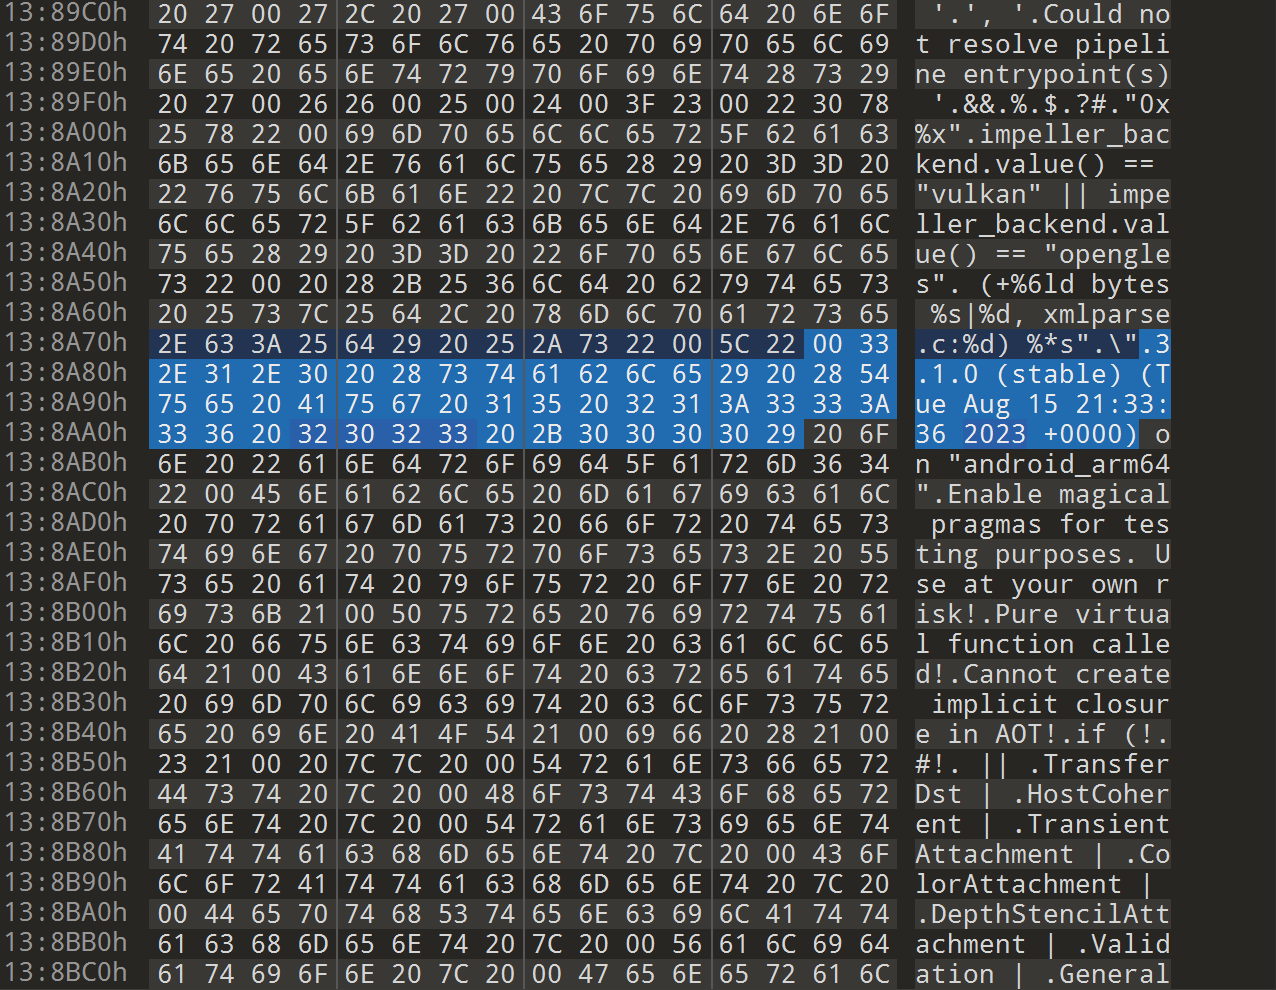 13:89C0h 20 27 00 27 2C 20 27 00 43 6F 75 6C 64 20 6E 6F  '.', '.Could no
13:89D0h 74 20 72 65 73 6F 6C 76 65 20 70 69 70 65 6C 69 t resolve pipeli
13:89E0h 6E 65 20 65 6E 74 72 79 70 6F 69 6E 74 28 73 29 ne entrypoint(s)
13:89F0h 20 27 00 26 26 00 25 00 24 00 3F 23 00 22 30 78  '.&&.%.$.?#."0x
13:8A00h 25 78 22 00 69 6D 70 65 6C 6C 65 72 5F 62 61 63 %x".impeller_bac
13:8A10h 6B 65 6E 64 2E 76 61 6C 75 65 28 29 20 3D 3D 20 kend.value() ==
13:8A20h 22 76 75 6C 6B 61 6E 22 20 7C 7C 20 69 6D 70 65 "vulkan" || impe
13:8A30h 6C 6C 65 72 5F 62 61 63 6B 65 6E 64 2E 76 61 6C ller_backend.val
13:8A40h 75 65 28 29 20 3D 3D 20 22 6F 70 65 6E 67 6C 65 ue() == "opengle
13:8A50h 73 22 00 20 28 2B 25 36 6C 64 20 62 79 74 65 73 s". (+%6ld bytes
13:8A60h 20 25 73 7C 25 64 2C 20 78 6D 6C 70 61 72 73 65  %s|%d, xmlparse
13:8A70h 2E 63 3A 25 64 29 20 25 2A 73 22 00 5C 22 00 33 .c:%d) %*s".\".3
13:8A80h 2E 31 2E 30 20 28 73 74 61 62 6C 65 29 20 28 54 .1.0 (stable) (T
13:8A90h 75 65 20 41 75 67 20 31 35 20 32 31 3A 33 33 3A ue Aug 15 21:33:
13:8AA0h 33 36 20 32 30 32 33 20 2B 30 30 30 30 29 20 6F 36 2023 +0000) o
13:8AB0h 6E 20 22 61 6E 64 72 6F 69 64 5F 61 72 6D 36 34 n "android_arm64
13:8AC0h 22 00 45 6E 61 62 6C 65 20 6D 61 67 69 63 61 6C ".Enable magical
13:8AD0h 20 70 72 61 67 6D 61 73 20 66 6F 72 20 74 65 73  pragmas for tes
13:8AE0h 74 69 6E 67 20 70 75 72 70 6F 73 65 73 2E 20 55 ting purposes. U
13:8AF0h 73 65 20 61 74 20 79 6F 75 72 20 6F 77 6E 20 72 se at your own r
13:8B00h 69 73 6B 21 00 50 75 72 65 20 76 69 72 74 75 61 isk!.Pure virtua
13:8B10h 6C 20 66 75 6E 63 74 69 6F 6E 20 63 61 6C 6C 65 l function calle
13:8B20h 64 21 00 43 61 6E 6E 6F 74 20 63 72 65 61 74 65 d!.Cannot create
13:8B30h 20 69 6D 70 6C 69 63 69 74 20 63 6C 6F 73 75 72  implicit closur
13:8B40h 65 20 69 6E 20 41 4F 54 21 00 69 66 20 28 21 00 e in AOT!.if (!.
13:8B50h 23 21 00 20 7C 7C 20 00 54 72 61 6E 73 66 65 72 #!. || .Transfer
13:8B60h 44 73 74 20 7C 20 00 48 6F 73 74 43 6F 68 65 72 Dst | .HostCoher
13:8B70h 65 6E 74 20 7C 20 00 54 72 61 6E 73 69 65 6E 74 ent | .Transient
13:8B80h 41 74 74 61 63 68 6D 65 6E 74 20 7C 20 00 43 6F Attachment | .Co
13:8B90h 6C 6F 72 41 74 74 61 63 68 6D 65 6E 74 20 7C 20 lorAttachment |
13:8BA0h 00 44 65 70 74 68 53 74 65 6E 63 69 6C 41 74 74 .DepthStencilAtt
13:8BB0h 61 63 68 6D 65 6E 74 20 7C 20 00 56 61 6C 69 64 achment | .Valid
13:8BC0h 61 74 69 6F 6E 20 7C 20 00 47 65 6E 65 72 61 6C ation | .General